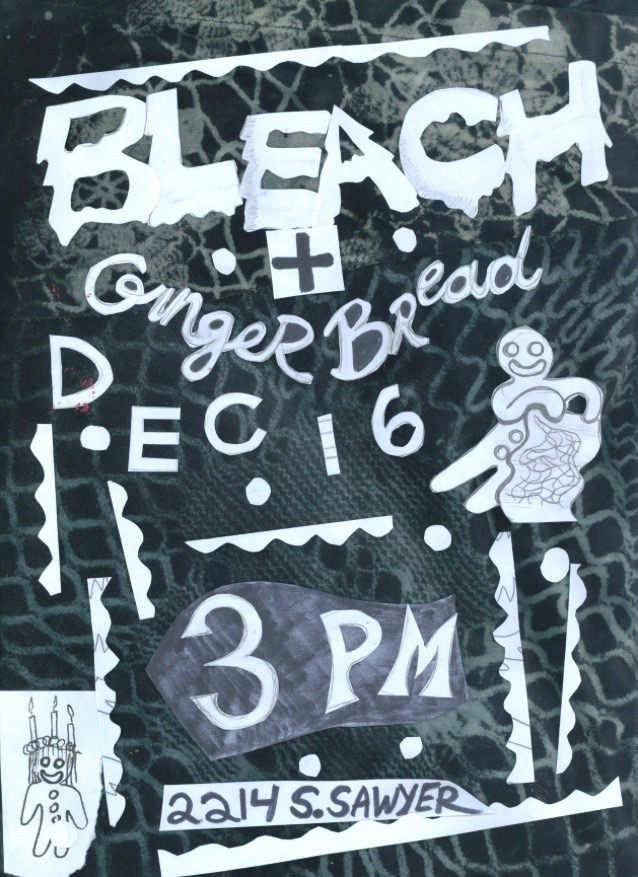 BLEACH
+
GingerBRead
DEC 16
3 PM
2214 S. SAWYER